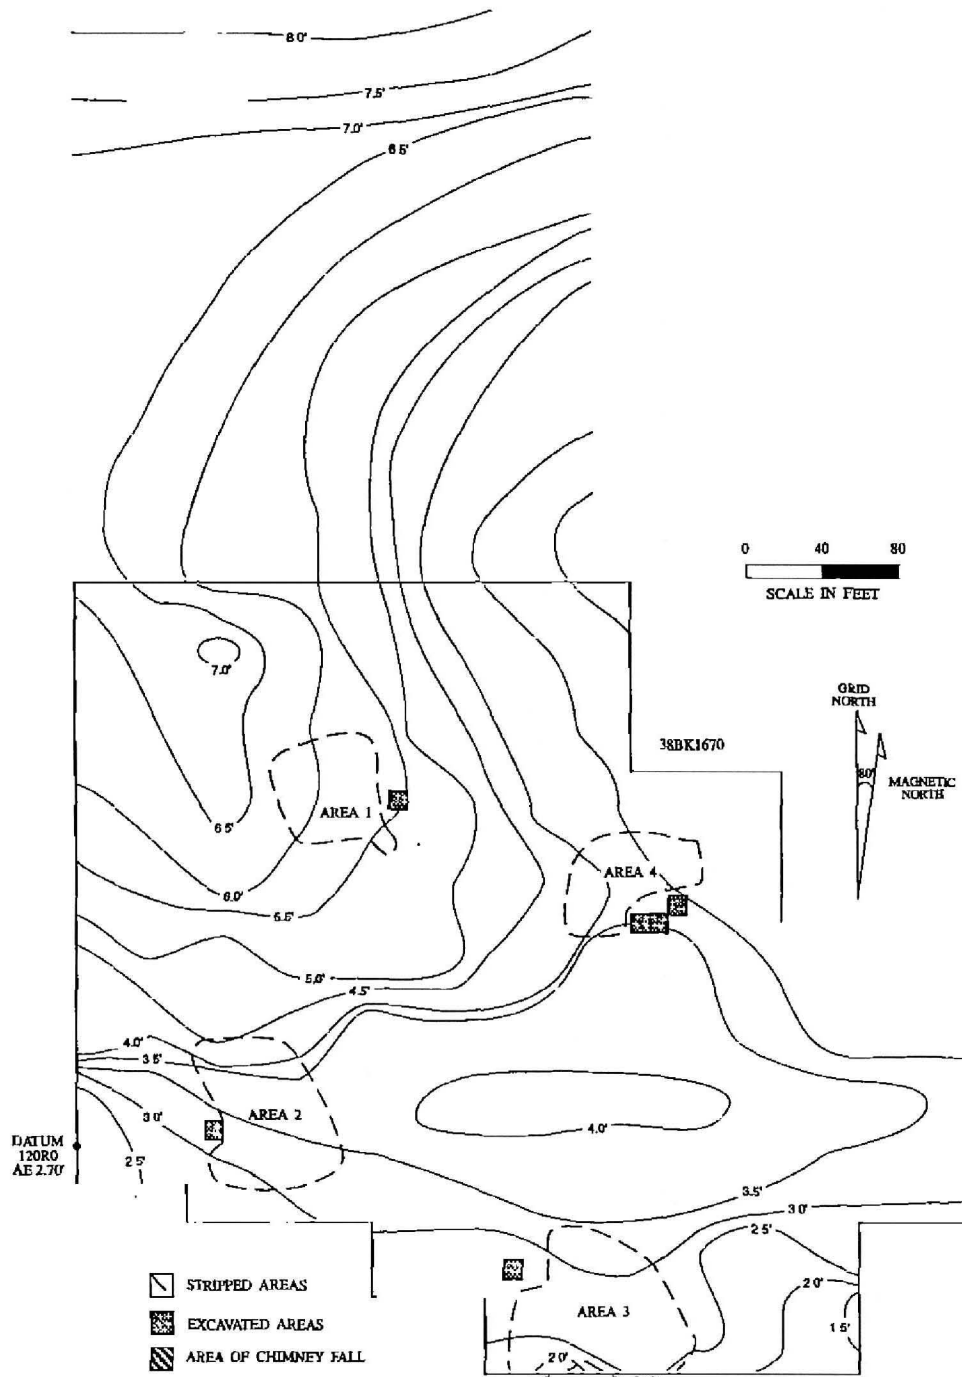 8 0'
7.5'
7.0'
6 5'
0 40 80
SCALE IN FEET
7.0'
GRID
NORTH
38BK1670
80'
MAGNETIC
NORTH
AREA 1
6 5'
AREA 4
6.0'
5.5'
5.0'
4.5'
4.0'
3 5'
3 0'
AREA 2
4.0'
DATUM
120R0
AE 2.70'
2 5'
3.5'
3 0'
2 5'
2 0'
STRIPPED AREAS
AREA 3
1 5'
EXCAVATED AREAS
AREA OF CHIMNEY FALL
2 0'